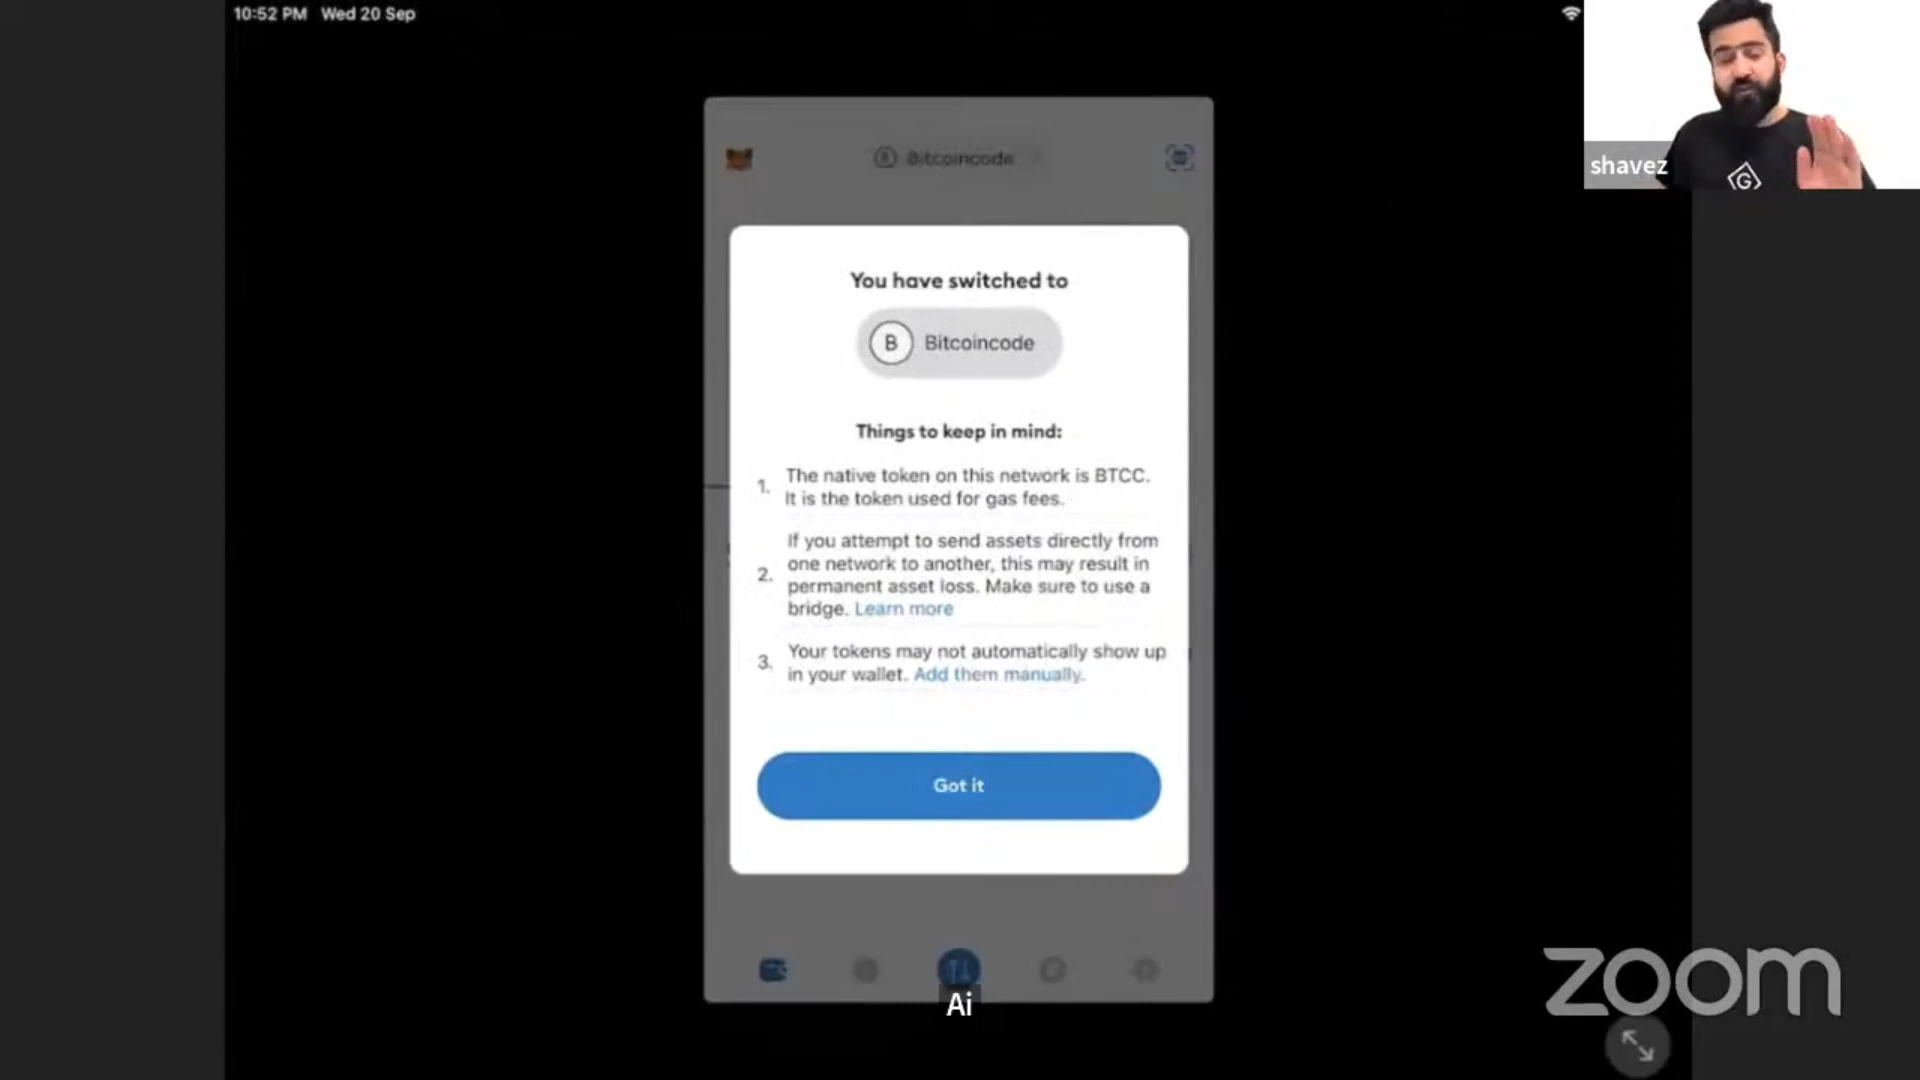 10:52 PM Wed 20 Sep
shavez
G
B Bitcoincode
You have switched to
B Bitcoincode
Things to keep in mind:
1. The native token on this network is BTCC.
It is the token used for gas fees.
2. If you attempt to send assets directly from
one network to another, this may result in
permanent asset loss. Make sure to use a
bridge. Learn more
3. Your tokens may not automatically show up
in your wallet. Add them manually.
Got it
Ai
zoom